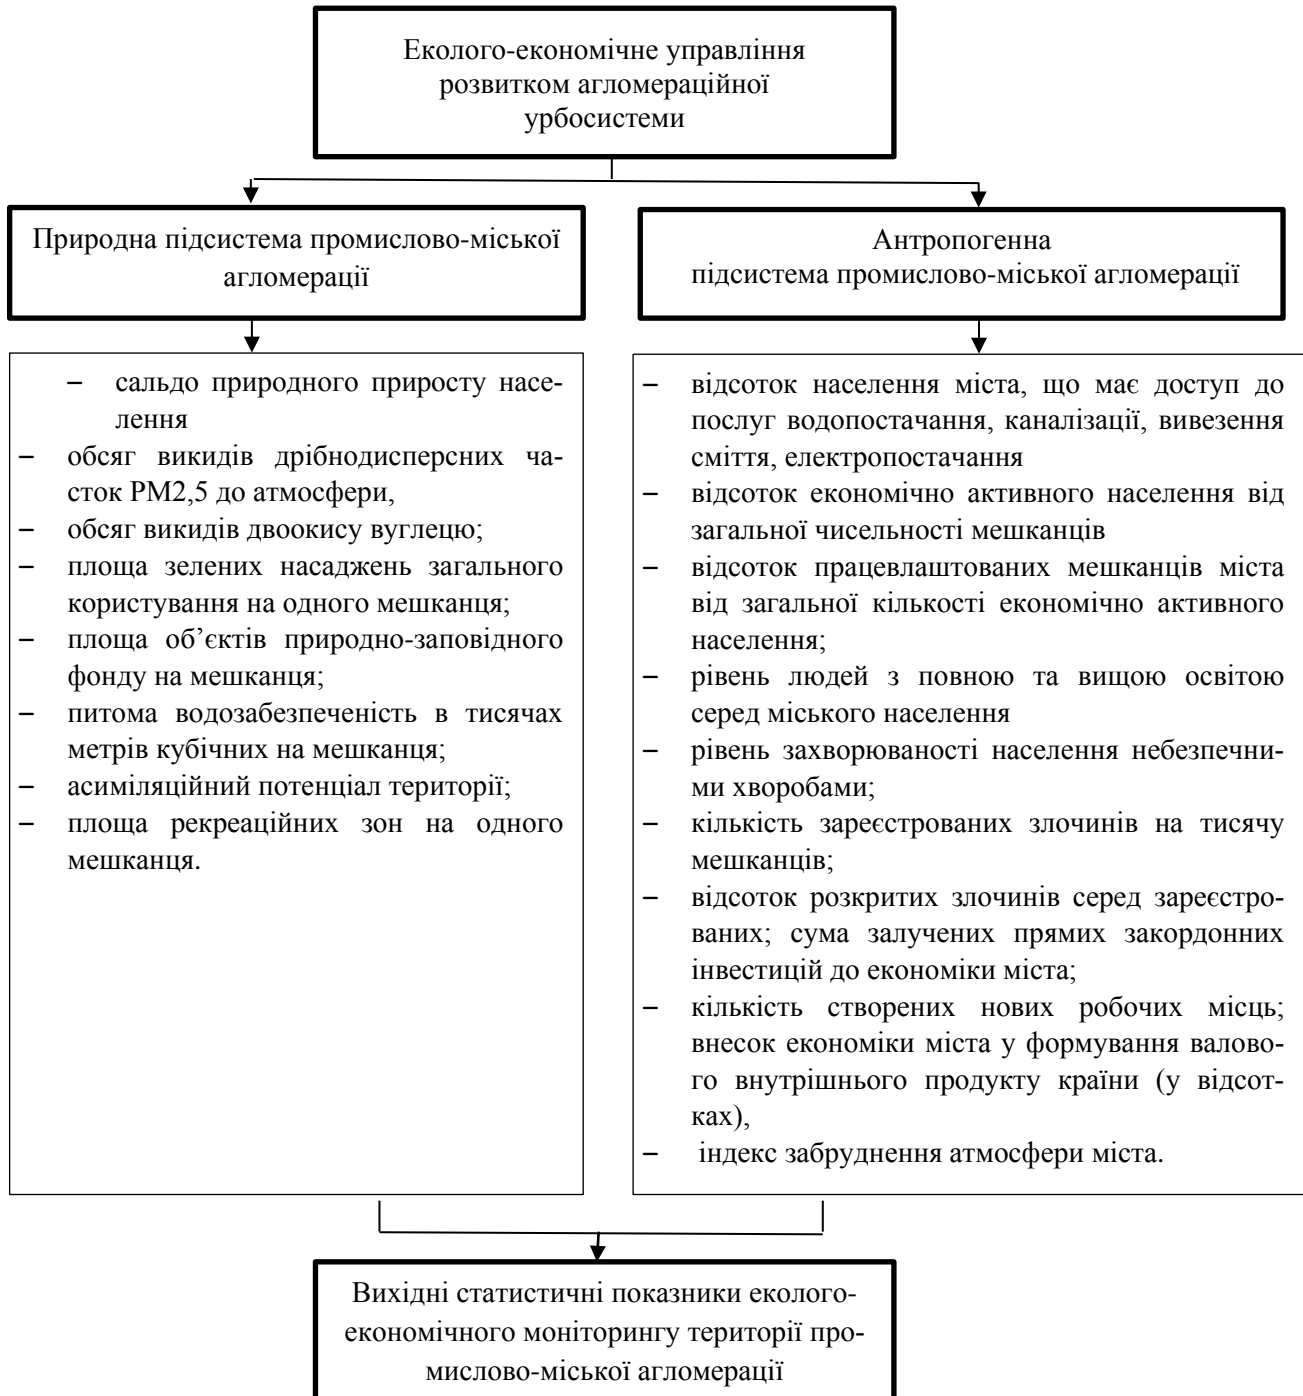 Еколого-економічне управління
розвитком агломераційної
урбосистеми
Природна підсистема промислово-міської
агломерації
Антропогенна
підсистема промислово-міської агломерації
– сальдо природного приросту насе-
лення
– обсяг викидів дрібнодисперсних ча-
сток PM2,5 до атмосфери,
– обсяг викидів двоокису вуглецю;
– площа зелених насаджень загального
користування на одного мешканця;
– площа об’єктів природно-заповідного
фонду на мешканця;
– питома водозабезпеченість в тисячах
метрів кубічних на мешканця;
– асиміляційний потенціал території;
– площа рекреаційних зон на одного
мешканця.
– відсоток населення міста, що має доступ до
послуг водопостачання, каналізації, вивезення
сміття, електропостачання
– відсоток економічно активного населення від
загальної чисельності мешканців
– відсоток працевлаштованих мешканців міста
від загальної кількості економічно активного
населення;
– рівень людей з повною та вищою освітою
серед міського населення
– рівень захворюваності населення небезпечни-
ми хворобами;
– кількість зареєстрованих злочинів на тисячу
мешканців;
– відсоток розкритих злочинів серед зареєстро-
ваних; сума залучених прямих закордонних
інвестицій до економіки міста;
– кількість створених нових робочих місць;
внесок економіки міста у формування валово-
го внутрішнього продукту країни (у відсот-
ках),
– індекс забруднення атмосфери міста.
Вихідні статистичні показники еколого-
економічного моніторингу території про-
мислово-міської агломерації